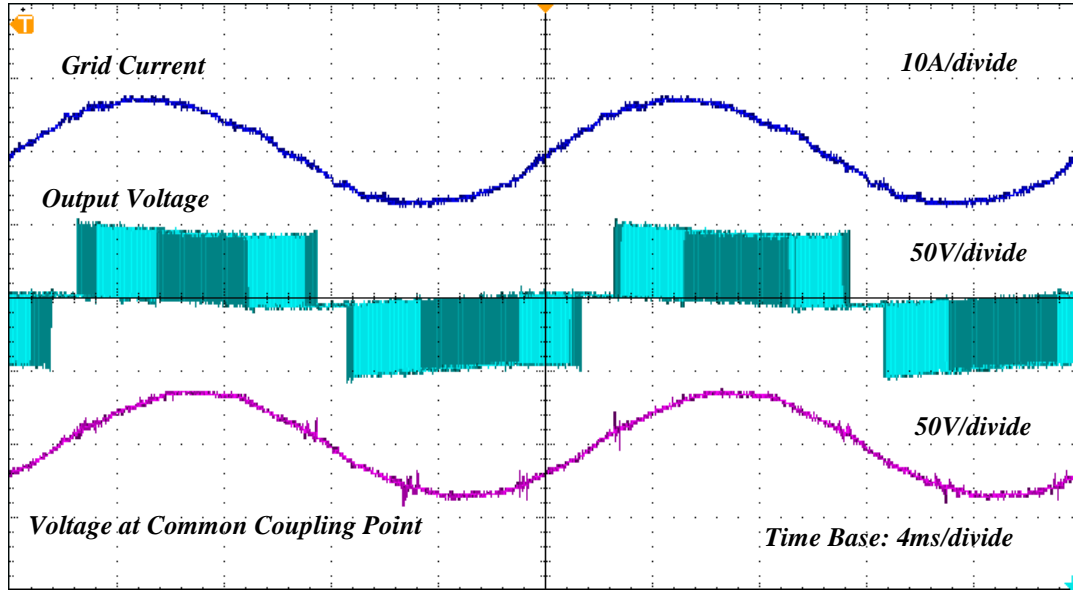 T
Grid Current
10A/divide
Output Voltage
50V/divide
50V/divide
Voltage at Common Coupling Point
Time Base: 4ms/divide